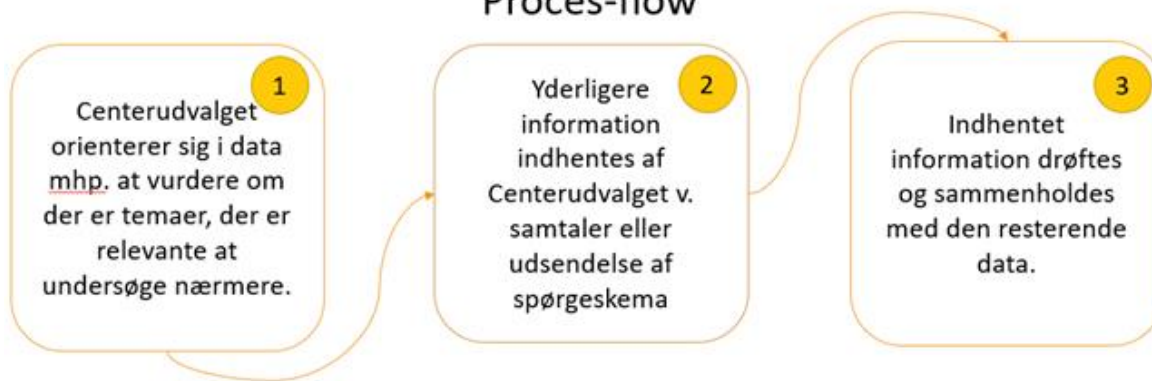 Proces-flow
1
Centerudvalget
orienterer sig i data
mhp. at vurdere om
der er temaer, der er
relevante at
undersøge nærmere.
2
Yderligere
information
indhentes af
Centerudvalget v.
samtaler eller
udsendelse af
spørgeskema
3
Indhentet
information drøftes
og sammenholdes
med den resterende
data.